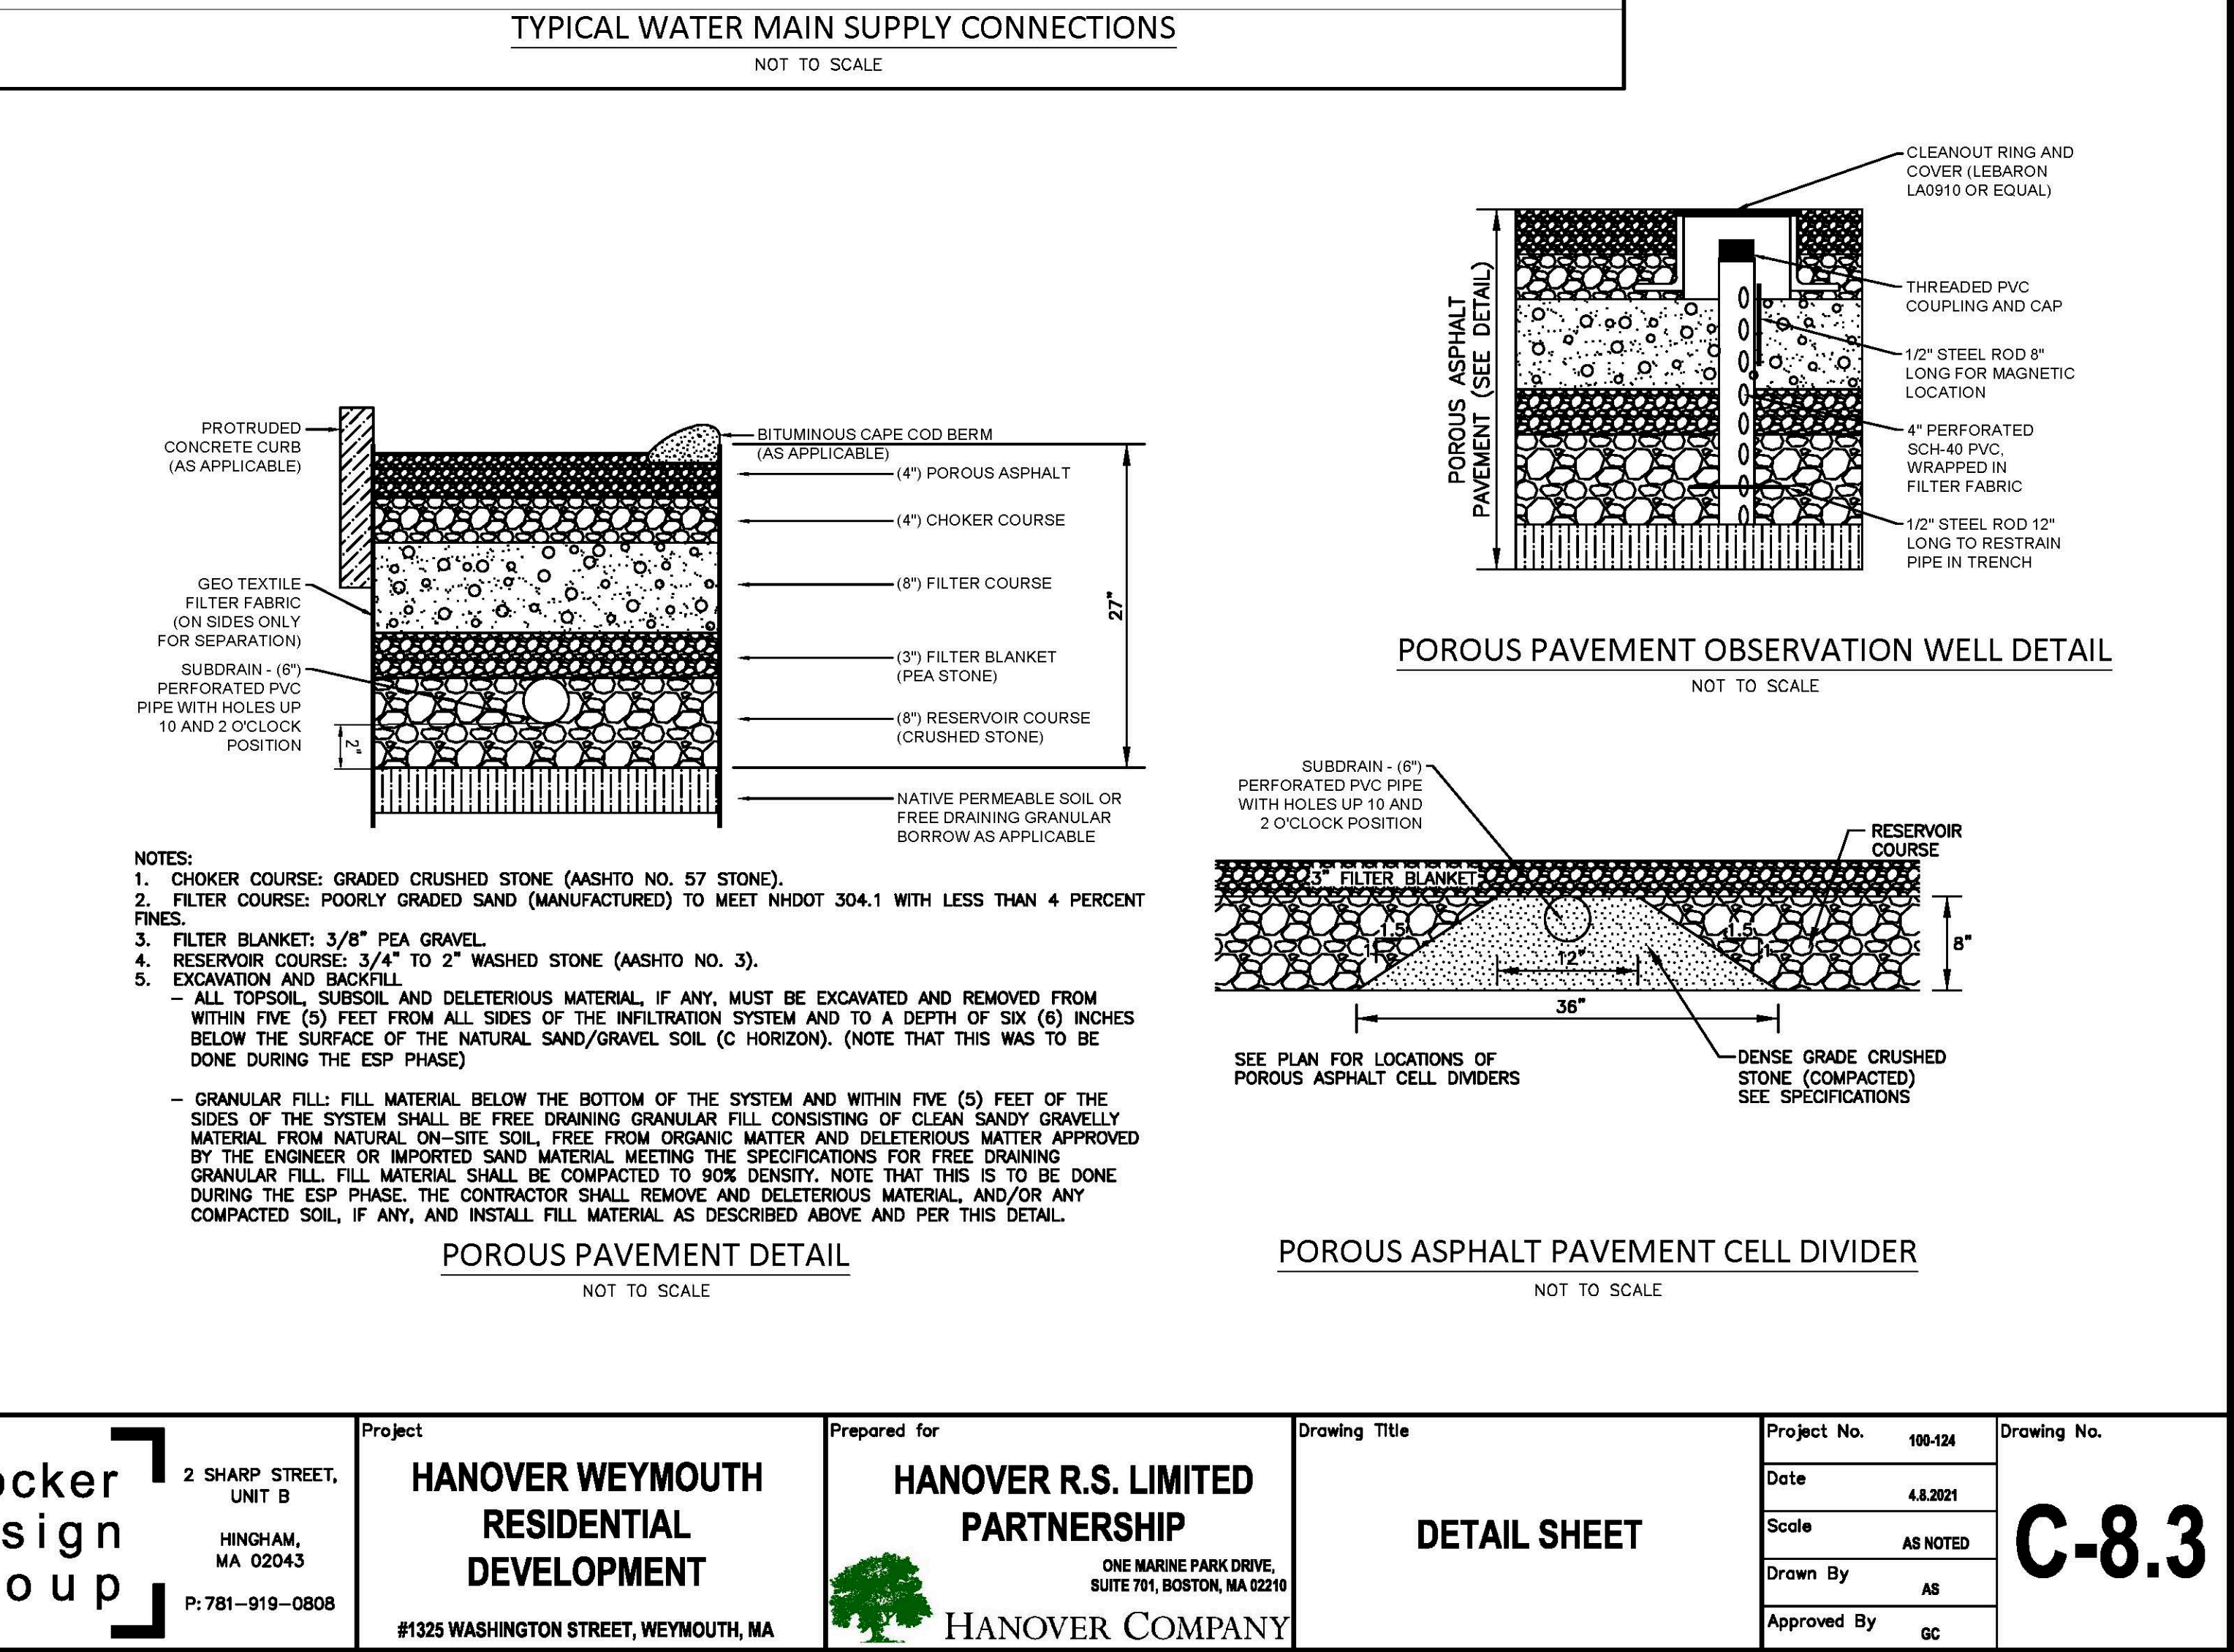 TYPICAL WATER MAIN SUPPLY CONNECTIONS
NOT TO SCALE
PROTRUDED
CONCRETE CURB
(AS APPLICABLE)
GEO TEXTILE
FILTER FABRIC
(ON SIDES ONLY
FOR SEPARATION)
SUBDRAIN - (6")
PERFORATED PVC
PIPE WITH HOLES UP
10 AND 2 O'CLOCK
POSITION
2"
BITUMINOUS CAPE COD BERM
(AS APPLICABLE)
(4") POROUS ASPHALT
(4") CHOKER COURSE
(8") FILTER COURSE
(3") FILTER BLANKET
(PEA STONE)
(8") RESERVOIR COURSE
(CRUSHED STONE)
NATIVE PERMEABLE SOIL OR
FREE DRAINING GRANULAR
BORROW AS APPLICABLE
27"
NOTES:
1. CHOKER COURSE: GRADED CRUSHED STONE (AASHTO NO. 57 STONE).
2. FILTER COURSE: POORLY GRADED SAND (MANUFACTURED) TO MEET NHDOT 304.1 WITH LESS THAN 4 PERCENT
FINES.
3. FILTER BLANKET: 3/8" PEA GRAVEL.
4. RESERVOIR COURSE: 3/4" TO 2" WASHED STONE (AASHTO NO. 3).
5. EXCAVATION AND BACKFILL
– ALL TOPSOIL, SUBSOIL AND DELETERIOUS MATERIAL, IF ANY, MUST BE EXCAVATED AND REMOVED FROM
WITHIN FIVE (5) FEET FROM ALL SIDES OF THE INFILTRATION SYSTEM AND TO A DEPTH OF SIX (6) INCHES
BELOW THE SURFACE OF THE NATURAL SAND/GRAVEL SOIL (C HORIZON). (NOTE THAT THIS WAS TO BE
DONE DURING THE ESP PHASE)
– GRANULAR FILL: FILL MATERIAL BELOW THE BOTTOM OF THE SYSTEM AND WITHIN FIVE (5) FEET OF THE
SIDES OF THE SYSTEM SHALL BE FREE DRAINING GRANULAR FILL CONSISTING OF CLEAN SANDY GRAVELLY
MATERIAL FROM NATURAL ON-SITE SOIL, FREE FROM ORGANIC MATTER AND DELETERIOUS MATTER APPROVED
BY THE ENGINEER OR IMPORTED SAND MATERIAL MEETING THE SPECIFICATIONS FOR FREE DRAINING
GRANULAR FILL. FILL MATERIAL SHALL BE COMPACTED TO 90% DENSITY. NOTE THAT THIS IS TO BE DONE
DURING THE ESP PHASE. THE CONTRACTOR SHALL REMOVE AND DELETERIOUS MATERIAL, AND/OR ANY
COMPACTED SOIL, IF ANY, AND INSTALL FILL MATERIAL AS DESCRIBED ABOVE AND PER THIS DETAIL.
POROUS PAVEMENT DETAIL
NOT TO SCALE
POROUS ASPHALT
PAVEMENT (SEE DETAIL)
CLEANOUT RING AND
COVER (LEBARON
LA0910 OR EQUAL)
THREADED PVC
COUPLING AND CAP
1/2" STEEL ROD 8"
LONG FOR MAGNETIC
LOCATION
4" PERFORATED
SCH-40 PVC,
WRAPPED IN
FILTER FABRIC
1/2" STEEL ROD 12"
LONG TO RESTRAIN
PIPE IN TRENCH
POROUS PAVEMENT OBSERVATION WELL DETAIL
NOT TO SCALE
SUBDRAIN - (6")
PERFORATED PVC PIPE
WITH HOLES UP 10 AND
2 O'CLOCK POSITION
RESERVOIR
COURSE
3" FILTER BLANKET
1.5
1
1.5
1
12"
8"
36"
SEE PLAN FOR LOCATIONS OF
POROUS ASPHALT CELL DIVIDERS
DENSE GRADE CRUSHED
STONE (COMPACTED)
SEE SPECIFICATIONS
POROUS ASPHALT PAVEMENT CELL DIVIDER
NOT TO SCALE
ocker
sign
oup
2 SHARP STREET,
UNIT B
HINGHAM,
MA 02043
P: 781-919-0808
Project
HANOVER WEYMOUTH
RESIDENTIAL
DEVELOPMENT
#1325 WASHINGTON STREET, WEYMOUTH, MA
Prepared for
HANOVER R.S. LIMITED
PARTNERSHIP
ONE MARINE PARK DRIVE,
SUITE 701, BOSTON, MA 02210
HANOVER COMPANY
Drawing Title
DETAIL SHEET
Project No. 100-124
Date 4.8.2021
Scale AS NOTED
Drawn By AS
Approved By GC
Drawing No.
C-8.3